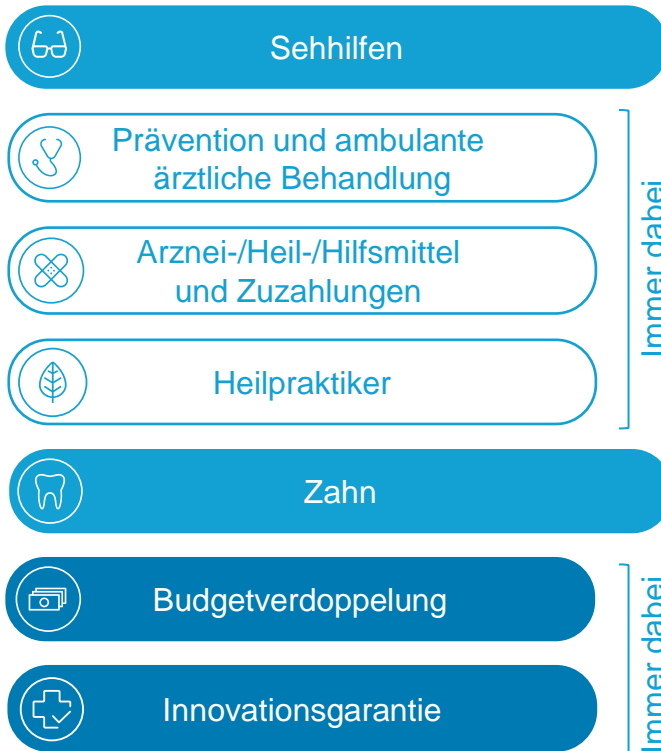 Sehhilfen
Prävention und ambulante
ärztliche Behandlung
Arznei-/Heil-/Hilfsmittel
und Zuzahlungen
Heilpraktiker
Immer dabei
Zahn
Budgetverdoppelung
Innovationsgarantie
Immer dabei